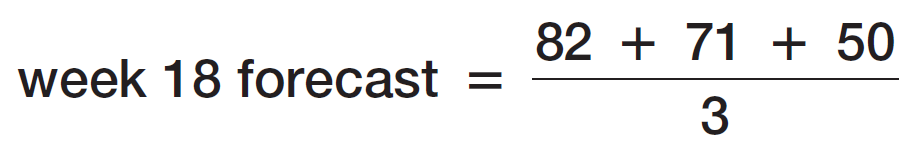 week 18 forecast = (82 + 71 + 50) / 3